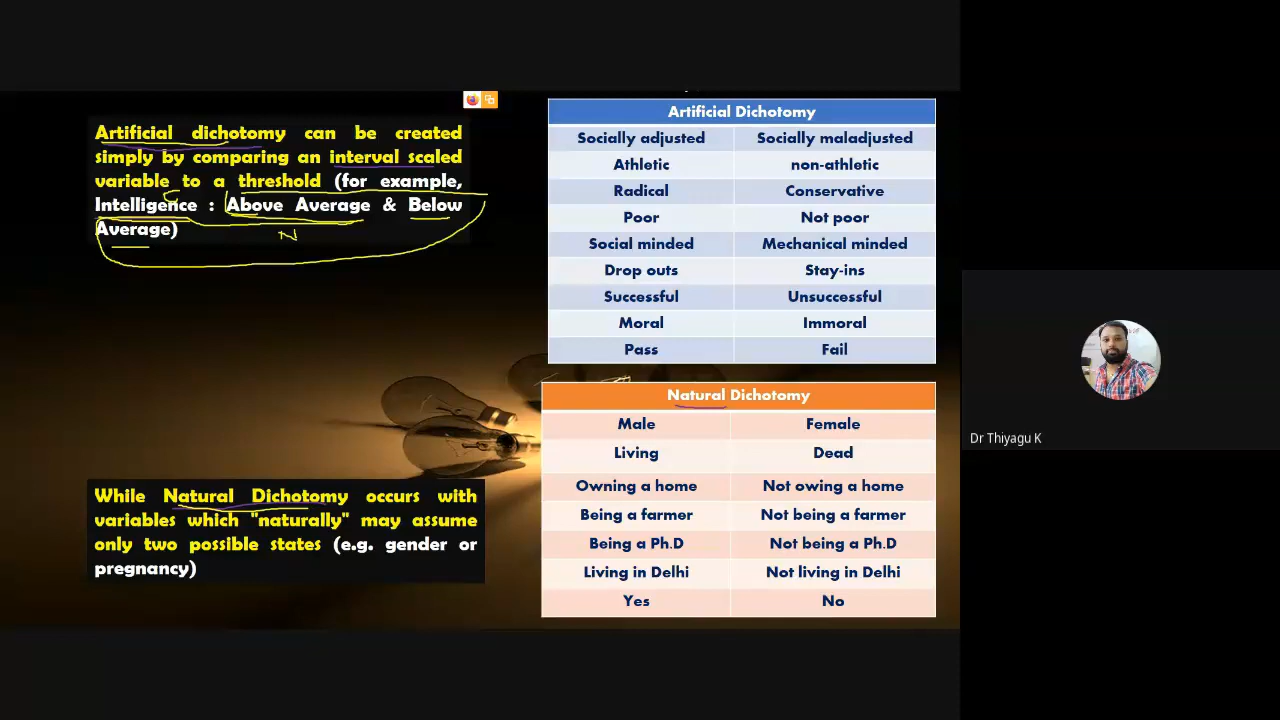 Artificial dichotomy can be created
simply by comparing an interval scaled
variable to a threshold (for example,
Intelligence : Above Average & Below
Average)
N
While Natural Dichotomy occurs with
variables which "naturally" may assume
only two possible states (e.g. gender or
pregnancy)
Artificial Dichotomy
Socially adjusted Socially maladjusted
Athletic non-athletic
Radical Conservative
Poor Not poor
Social minded Mechanical minded
Drop outs Stay-ins
Successful Unsuccessful
Moral Immoral
Pass Fail
Natural Dichotomy
Male Female
Living Dead
Owning a home Not owing a home
Being a farmer Not being a farmer
Being a Ph.D Not being a Ph.D
Living in Delhi Not living in Delhi
Yes No
Dr Thiyagu K